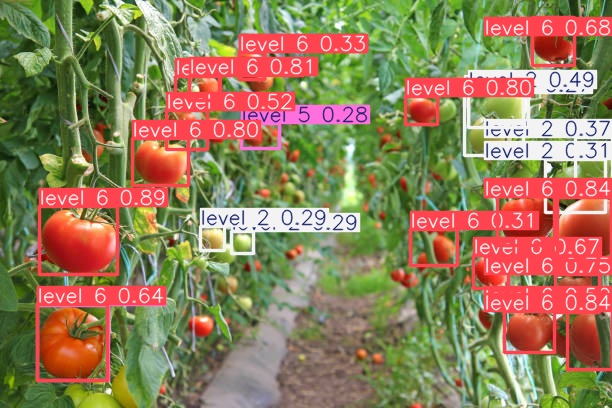 level 6 0.68
level 6 0.33
level 6 0.81
level 2 0.49
level 6 0.80
level 6 0.52
level 5 0.28
level 6 0.80
level 2 0.37
level 2 0.31
level 6 0.89
level 6 0.84
level 2 0.29
0.29
level 6 0.31
0.67
level 6 0.75
level 6 0.64
level 6 0.84